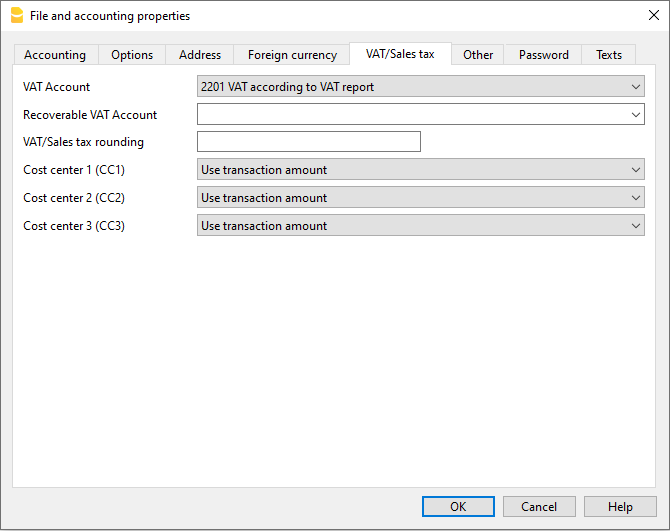 File and accounting properties
Accounting Options Address Foreign currency VAT/Sales tax Other Password Texts
VAT Account 2201 VAT according to VAT report
Recoverable VAT Account
VAT/Sales tax rounding
Cost center 1 (CC1) Use transaction amount
Cost center 2 (CC2) Use transaction amount
Cost center 3 (CC3) Use transaction amount
OK Cancel Help